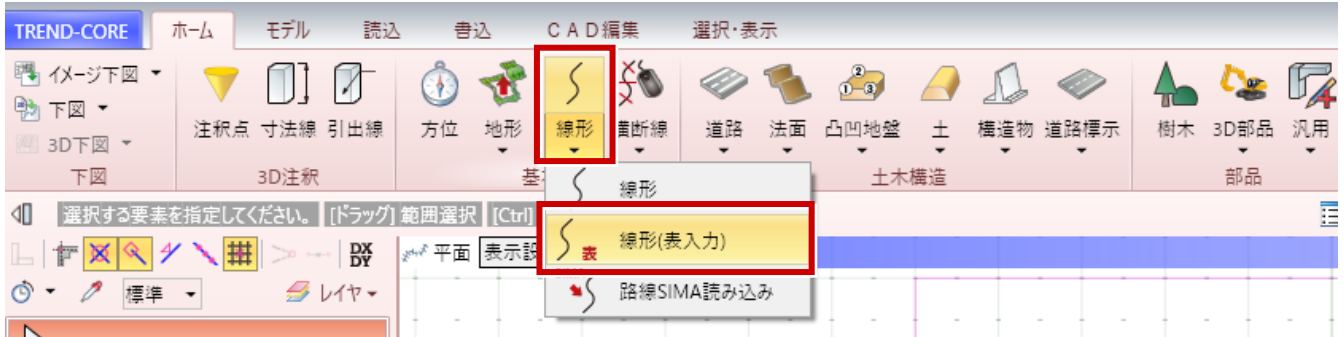 TREND-CORE ホーム モデル 読込 書込 CAD編集 選択・表示
イメージ下図
下図
3D下図
注釈点 寸法線 引出線 方位 地形 線形 横断線 道路 法面 凸凹地盤 土 構造物 道路標示 樹木 3D部品 汎用
下図 3D注釈 土木構造 部品
線形
選択する要素を指定してください。 [ドラッグ] 範囲選択 [Ctrl]
線形(表入力)
表
DX
DY
平面 表示設
標準 レイヤ
路線SIMA読み込み